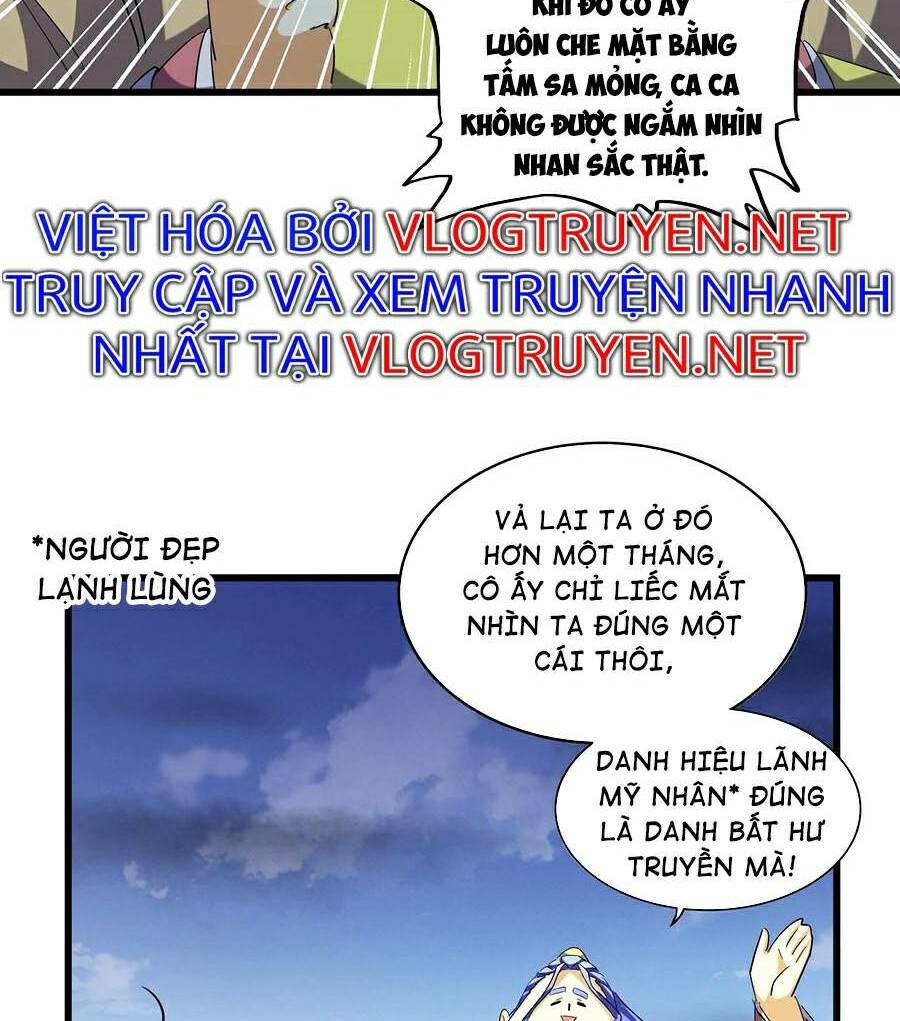 KHI ĐÓ CÔ ẤY
LUÔN CHE MẶT BẰNG
TẤM SA MỎNG, CA CA
KHÔNG ĐƯỢC NGẮM NHÌN
NHAN SẮC THẬT.
VIỆT HÓA BỞI VLOGTRUYEN.NET
TRUY CẬP VÀ XEM TRUYỆN NHANH
NHẤT TẠI VLOGTRUYEN.NET
*NGƯỜI ĐẸP
LẠNH LÙNG
VẢ LẠI TA Ở ĐÓ
HƠN MỘT THÁNG,
CÔ ẤY CHỈ LIẾC MẮT
NHÌN TA ĐÚNG MỘT
CÁI THÔI,
DANH HIỆU LÃNH
MỸ NHÂN* ĐÚNG
LÀ DANH BẤT HƯ
TRUYỀN MÀ!